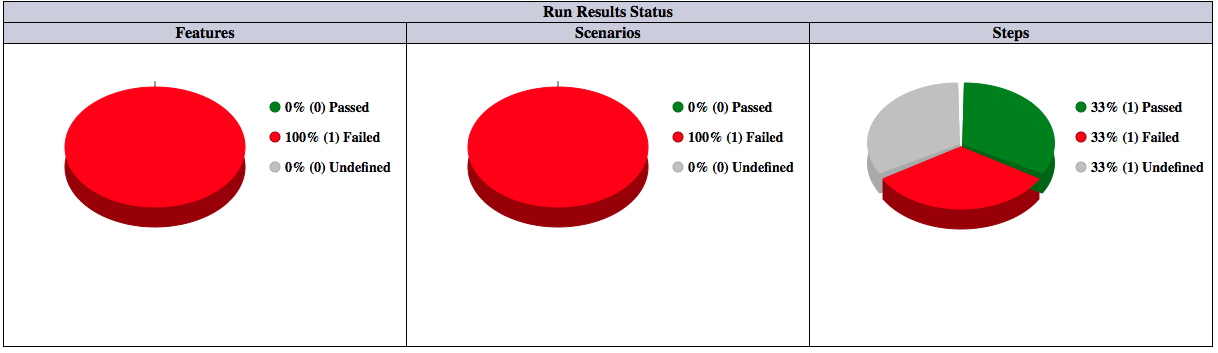 Run Results Status
Features
Scenarios
Steps
0% (0) Passed
100% (1) Failed
0% (0) Undefined
0% (0) Passed
100% (1) Failed
0% (0) Undefined
33% (1) Passed
33% (1) Failed
33% (1) Undefined